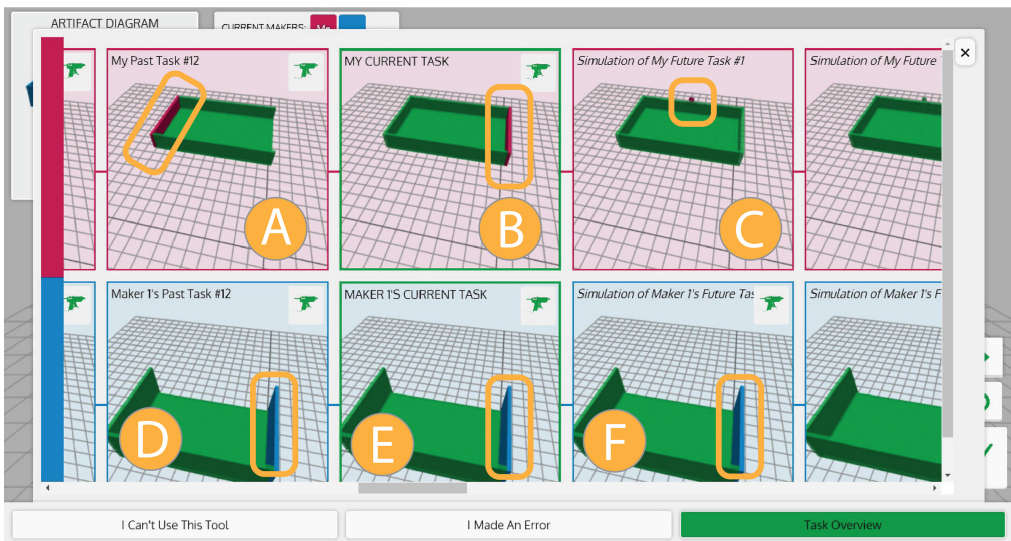 ARTIFACT DIAGRAM
CURRENT MAKERS: Me
My Past Task #12
MY CURRENT TASK
Simulation of My Future Task #1
Simulation of My Future
A
B
C
Maker 1's Past Task #12
MAKER 1'S CURRENT TASK
Simulation of Maker 1's Future Tas
Simulation of Maker 1's F
D
E
F
I Can't Use This Tool
I Made An Error
Task Overview